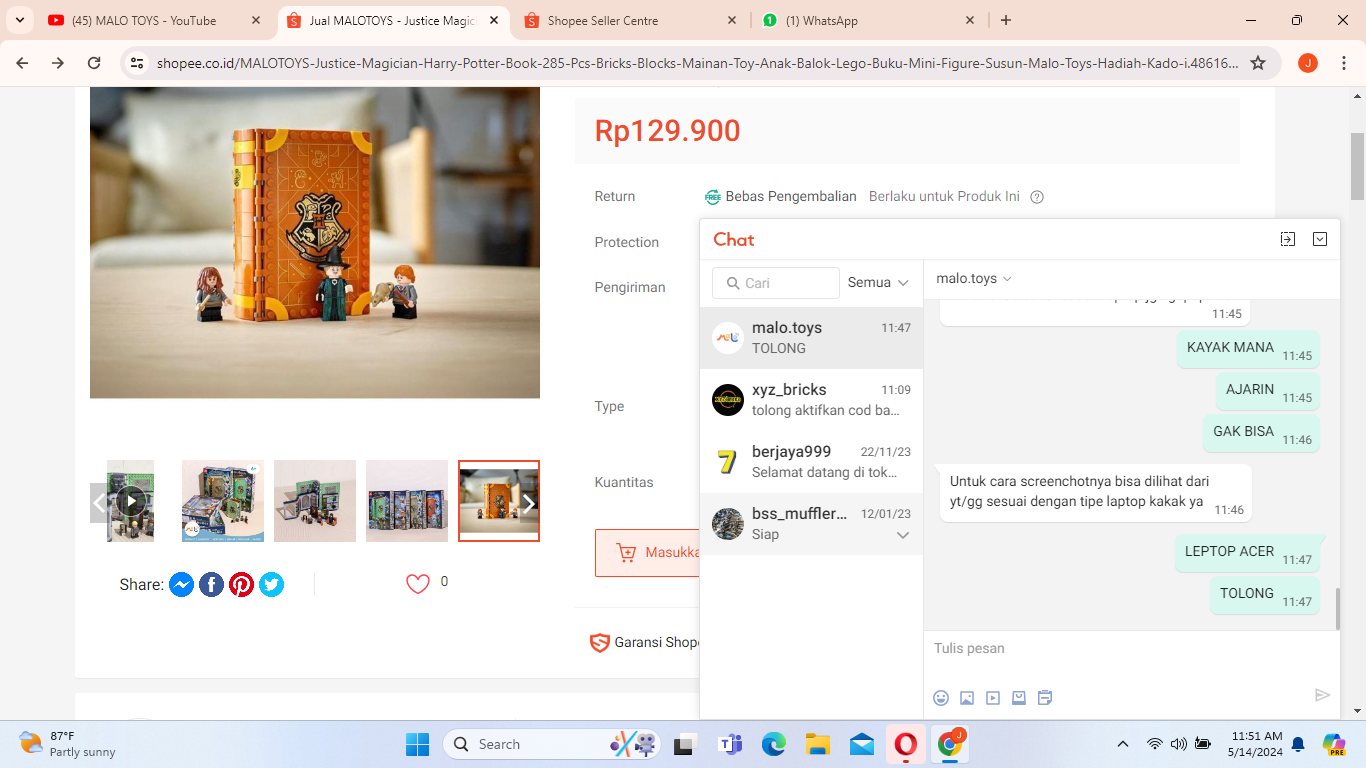 (45) MALO TOYS - YouTube
Jual MALOTOYS - Justice Magici
Shopee Seller Centre
(1) WhatsApp
shopee.co.id/MALOTOYS-Justice-Magician-Harry-Potter-Book-285-Pcs-Bricks-Blocks-Mainan-Toy-Anak-Balok-Lego-Buku-Mini-Figure-Susun-Malo-Toys-Hadiah-Kado-i.48616...
J
Rp129.900
Return
FREE Bebas Pengembalian Berlaku untuk Produk Ini
Protection
Pengiriman
Type
Kuantitas
Masukka
Share:
0
Garansi Shope
Chat
Cari
Semua
malo.toys 11:47
TOLONG
xyz_bricks 11:09
tolong aktifkan cod ba...
berjaya999 22/11/23
Selamat datang di tok...
bss_muffler... 12/01/23
Siap
malo.toys
11:45
KAYAK MANA 11:45
AJARIN 11:45
GAK BISA 11:46
Untuk cara screenchotnya bisa dilihat dari
yt/gg sesuai dengan tipe laptop kakak ya 11:46
LEPTOP ACER 11:47
TOLONG 11:47
Tulis pesan
87°F
Partly sunny
Search
J
11:51 AM
5/14/2024
PRE